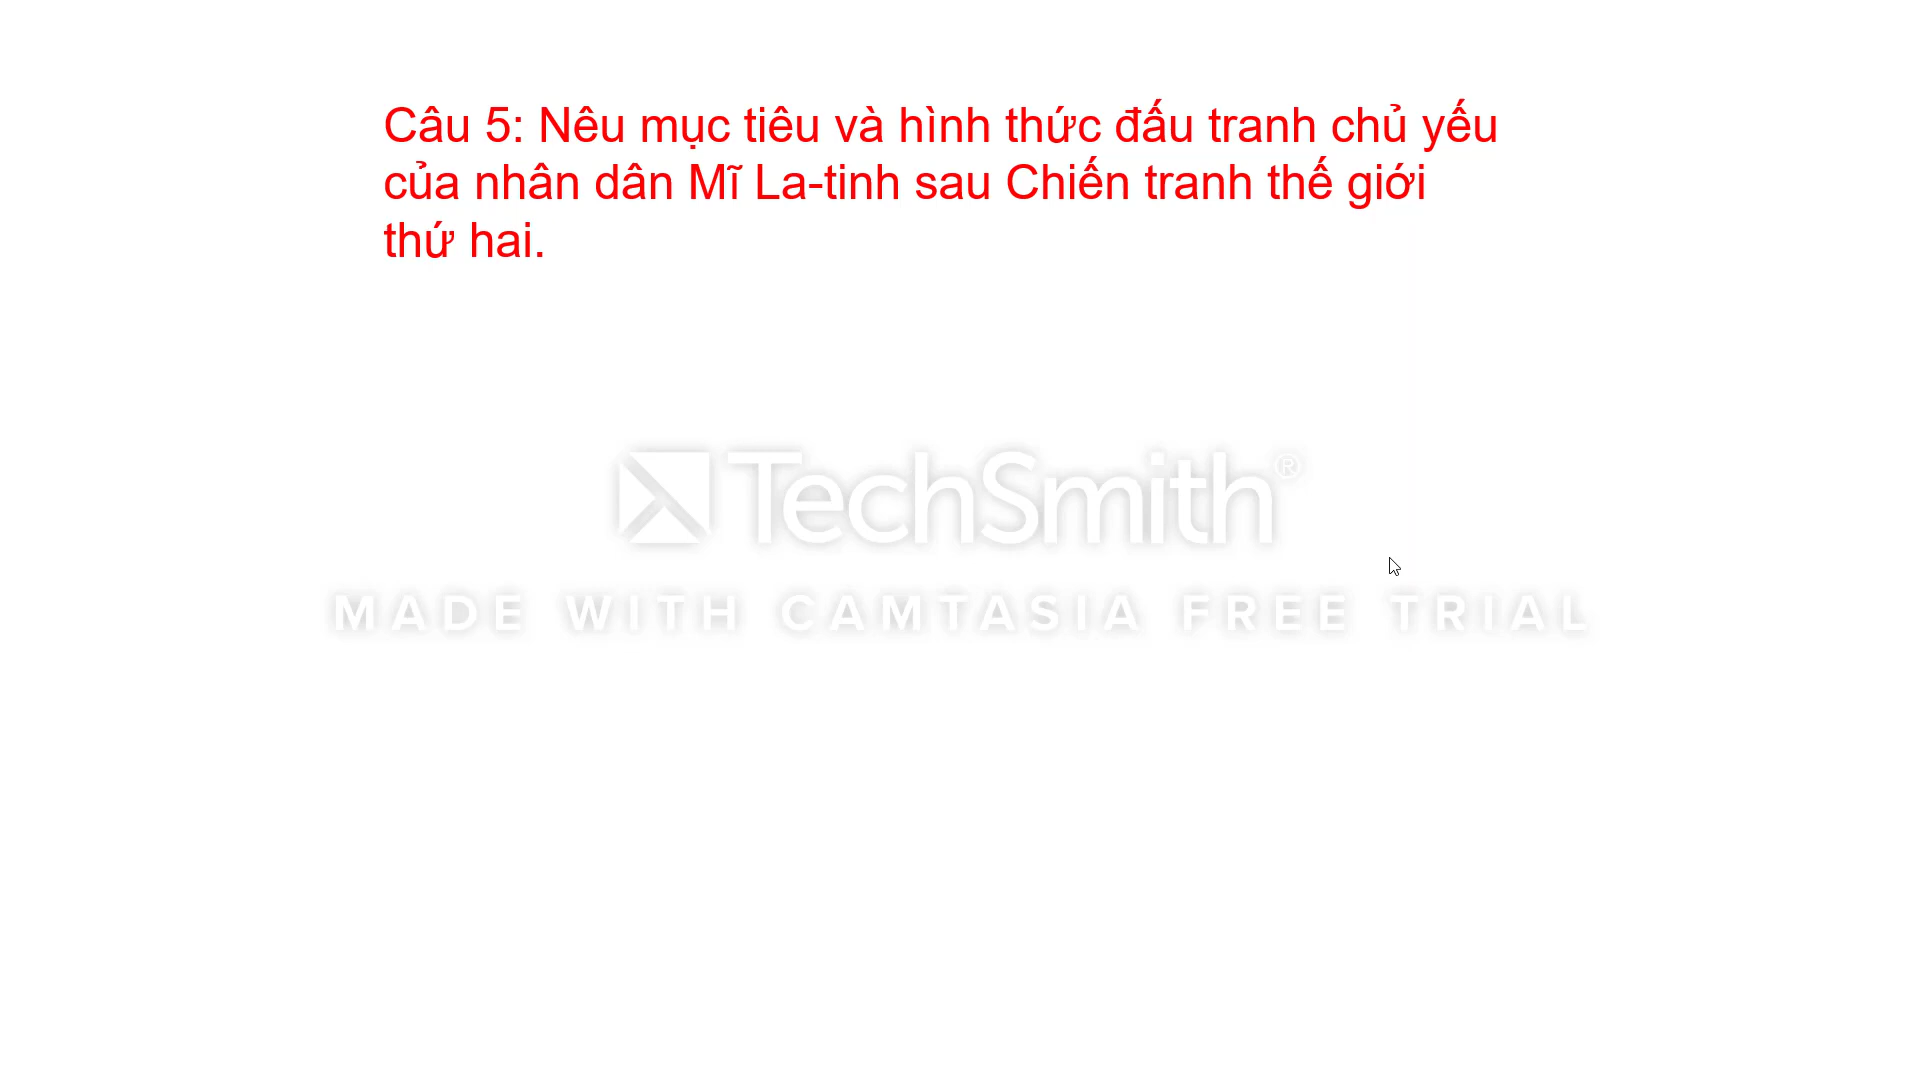 Câu 5: Nêu mục tiêu và hình thức đấu tranh chủ yếu
của nhân dân Mĩ La-tinh sau Chiến tranh thế giới
thứ hai.
TechSmith®
MADE WITH CAMTASIA FREE TRIAL